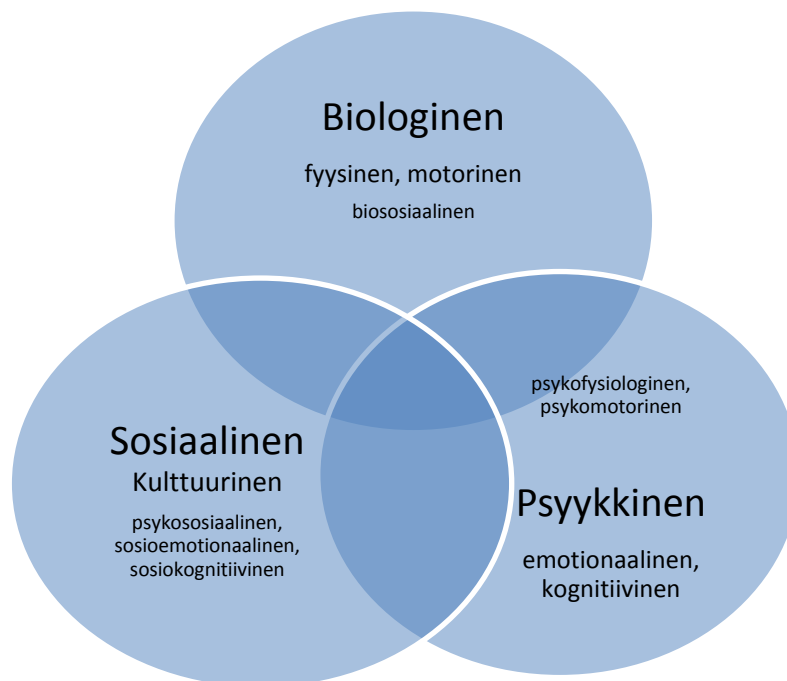 Biologinen
fyysinen, motorinen
biososiaalinen
psykofysiologinen,
psykomotorinen
Sosiaalinen
Kulttuurinen
psykososiaalinen,
sosioemotionaalinen,
sosiokognitiivinen
Psyykkinen
emotionaalinen,
kognitiivinen